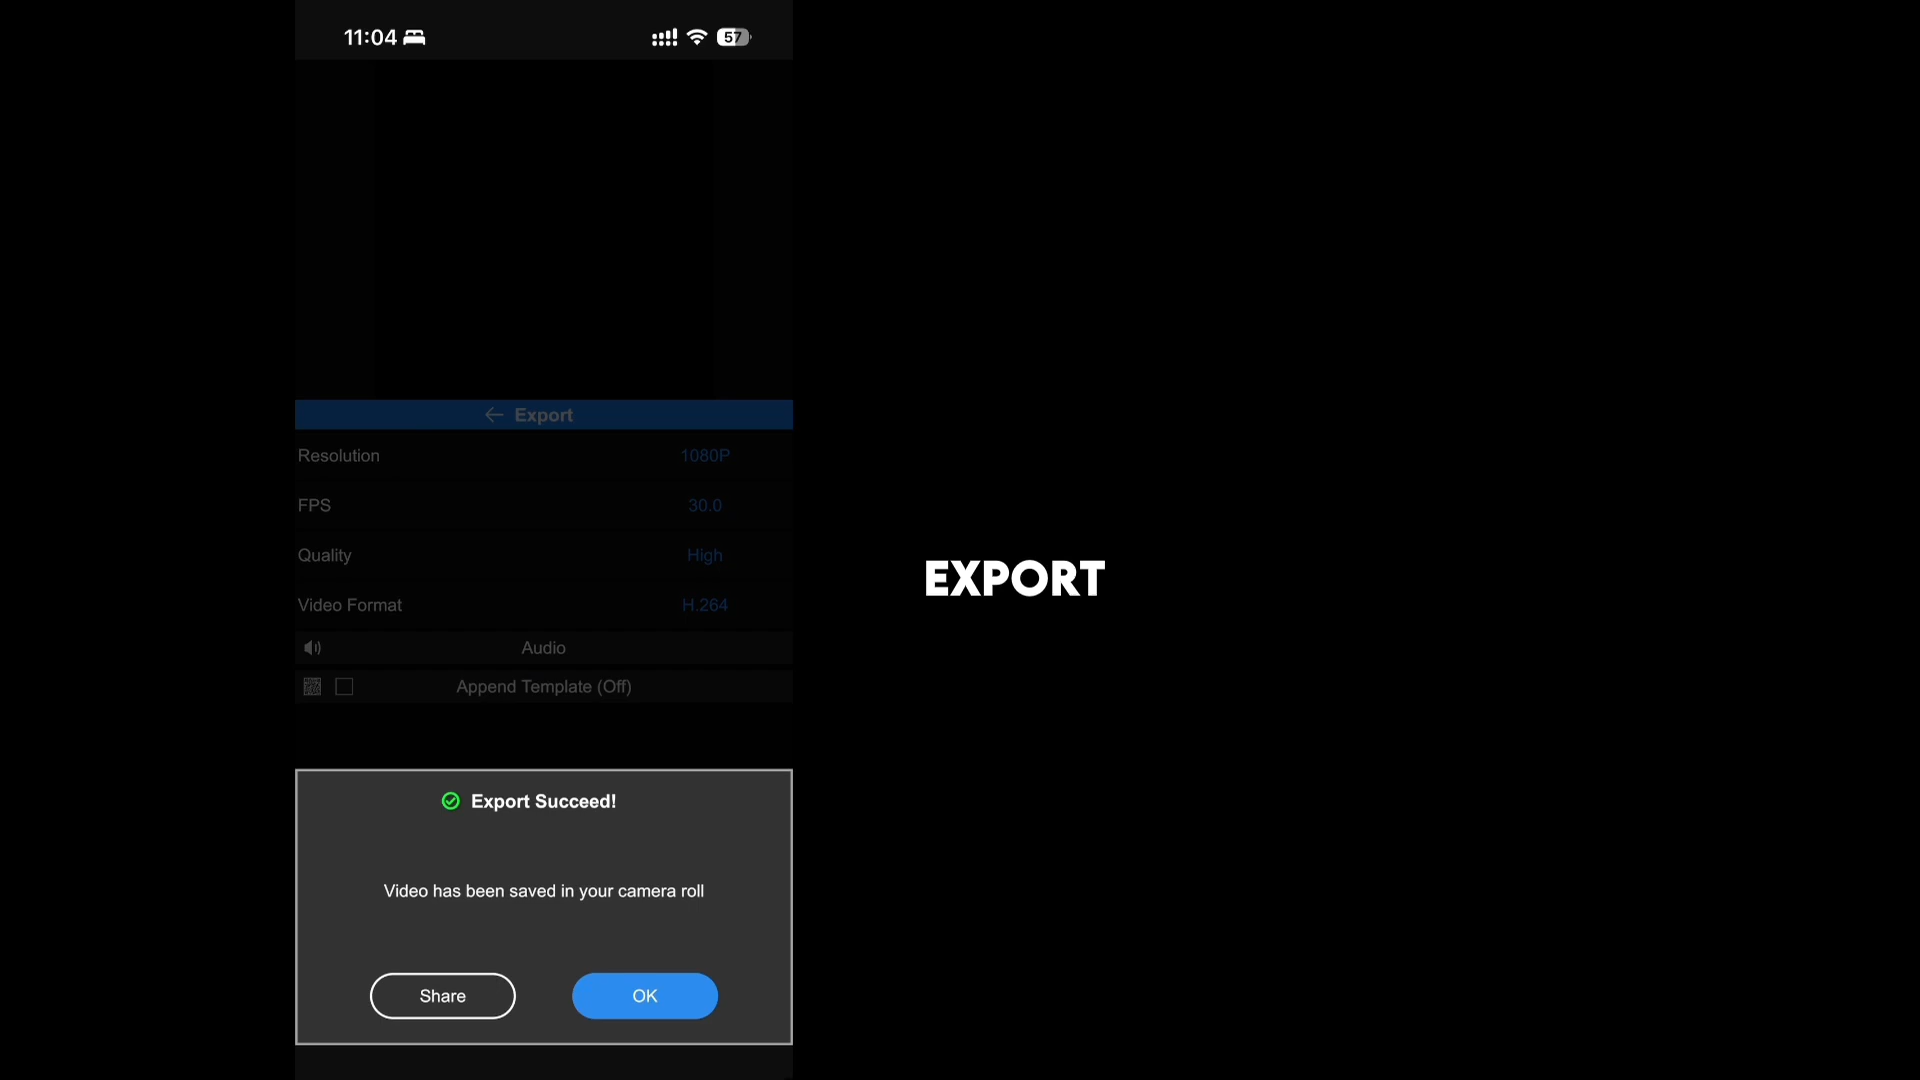 11:04
57
Export
Resolution 1080P
FPS 30.0
Quality High
Video Format H.264
Audio
Append Template (Off)
EXPORT
Export Succeed!
Video has been saved in your camera roll
Share OK